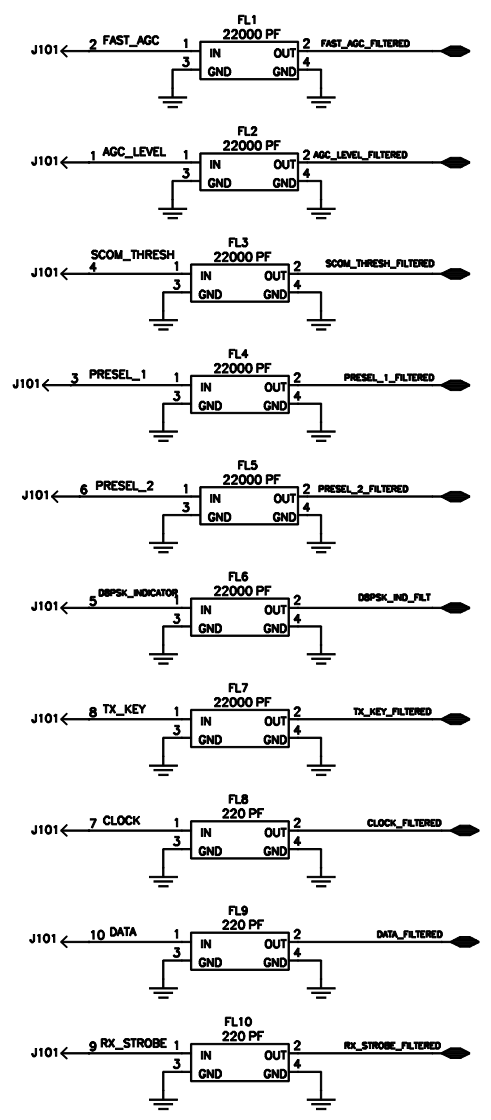 FL1
22000 PF
J101 2 FAST_AGC 1 IN OUT 2 FAST_AGC_FILTERED
3 GND GND 4
FL2
22000 PF
J101 1 AGC_LEVEL 1 IN OUT 2 AGC_LEVEL_FILTERED
3 GND GND 4
FL3
22000 PF
J101 4 SCOM_THRESH 1 IN OUT 2 SCOM_THRESH_FILTERED
3 GND GND 4
FL4
22000 PF
J101 3 PRESEL_1 1 IN OUT 2 PRESEL_1_FILTERED
3 GND GND 4
FL5
22000 PF
J101 6 PRESEL_2 1 IN OUT 2 PRESEL_2_FILTERED
3 GND GND 4
FL6
22000 PF
J101 5 DBPSK_INDICATOR 1 IN OUT 2 DBPSK_IND_FILT
3 GND GND 4
FL7
22000 PF
J101 8 TX_KEY 1 IN OUT 2 TX_KEY_FILTERED
3 GND GND 4
FL8
220 PF
J101 7 CLOCK 1 IN OUT 2 CLOCK_FILTERED
3 GND GND 4
FL9
220 PF
J101 10 DATA 1 IN OUT 2 DATA_FILTERED
3 GND GND 4
FL10
220 PF
J101 9 RX_STROBE 1 IN OUT 2 RX_STROBE_FILTERED
3 GND GND 4